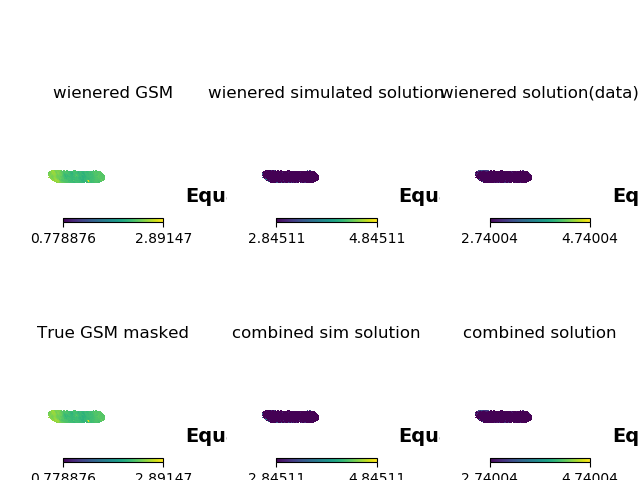 wienered GSM
wienered simulated solution
wienered solution(data)
Equ
Equ
Eq
0.778876 2.89147
2.84511 4.84511
2.74004 4.74004
True GSM masked
combined sim solution
combined solution
Equ
Equ
Eq
0.778876 2.89147
2.84511 4.84511
2.74004 4.74004